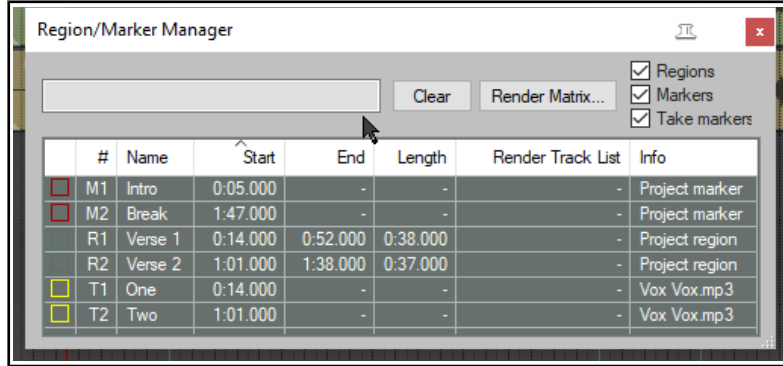 Region/Marker Manager
Clear Render Matrix... Regions
Markers
Take markers
# Name Start End Length Render Track List Info
M1 Intro 0:05.000 - - - Project marker
M2 Break 1:47.000 - - - Project marker
R1 Verse 1 0:14.000 0:52.000 0:38.000 - Project region
R2 Verse 2 1:01.000 1:38.000 0:37.000 - Project region
T1 One 0:14.000 - - - Vox Vox.mp3
T2 Two 1:01.000 - - - Vox Vox.mp3